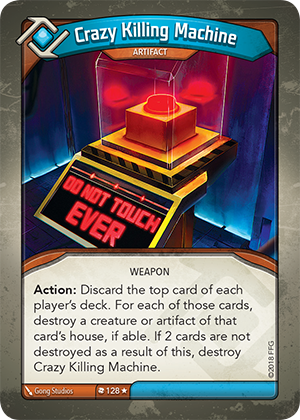 Crazy Killing Machine
ARTIFACT
DO NOT TOUCH
EVER
WEAPON
Action: Discard the top card of each
player's deck. For each of those cards,
destroy a creature or artifact of that
card's house, if able. If 2 cards are not
destroyed as a result of this, destroy
Crazy Killing Machine.
Gong Studios
128
©2018 FFG